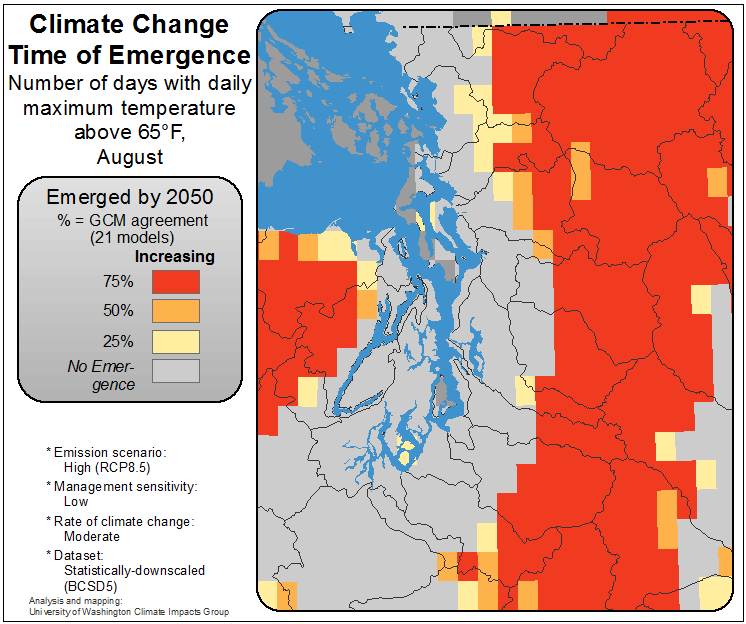 Climate Change
Time of Emergence
Number of days with daily
maximum temperature
above 65°F,
August
Emerged by 2050
% = GCM agreement
(21 models)
Increasing
75%
50%
25%
No Emer-
gence
* Emission scenario:
High (RCP8.5)
* Management sensitivity:
Low
* Rate of climate change:
Moderate
* Dataset:
Statistically-downscaled
(BCSD5)
Analysis and mapping:
University of Washington Climate Impacts Group